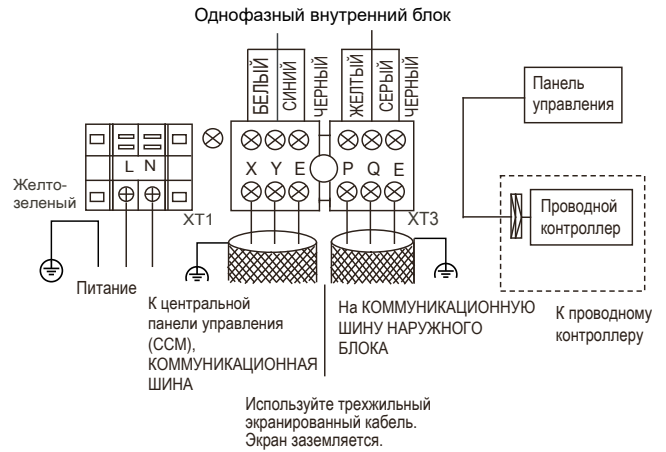 Однофазный внутренний блок
БЕЛЫЙ
СИНИЙ
ЧЕРНЫЙ
ЖЕЛТЫЙ
СЕРЫЙ
ЧЕРНЫЙ
Панель
управления
L N
X Y E
P Q E
Желто-
зеленый
XT1
XT3
Проводной
контроллер
Питание
К центральной
панели управления
(CCM),
КОММУНИКАЦИОННАЯ
ШИНА
На КОММУНИКАЦИОННУЮ
ШИНУ НАРУЖНОГО
БЛОКА
К проводному
контроллеру
Используйте трехжильный
экранированный кабель.
Экран заземляется.